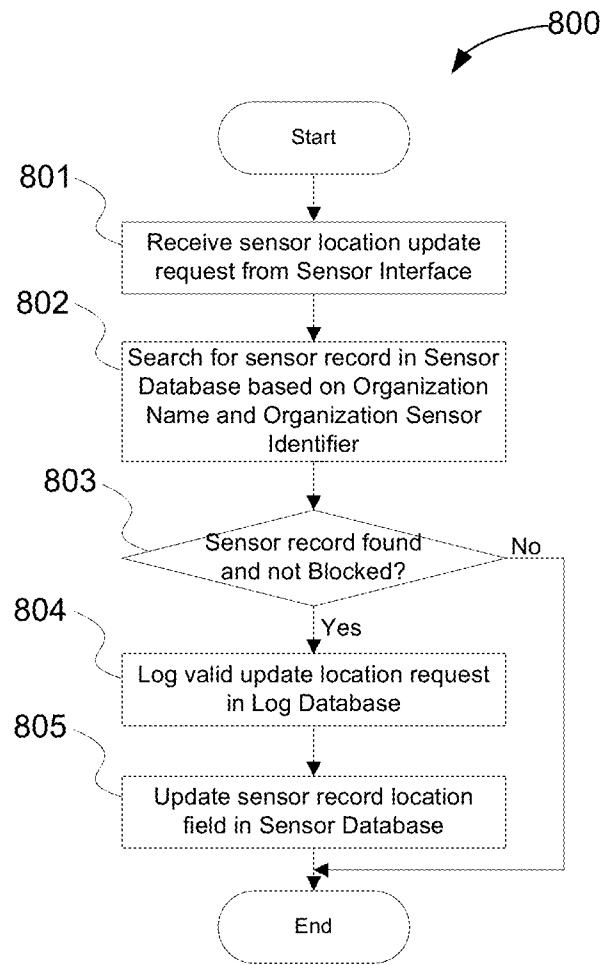 800
Start
801
Receive sensor location update
request from Sensor Interface
802
Search for sensor record in Sensor
Database based on Organization
Name and Organization Sensor
Identifier
803
Sensor record found
and not Blocked?
No
Yes
804
Log valid update location request
in Log Database
805
Update sensor record location
field in Sensor Database
End